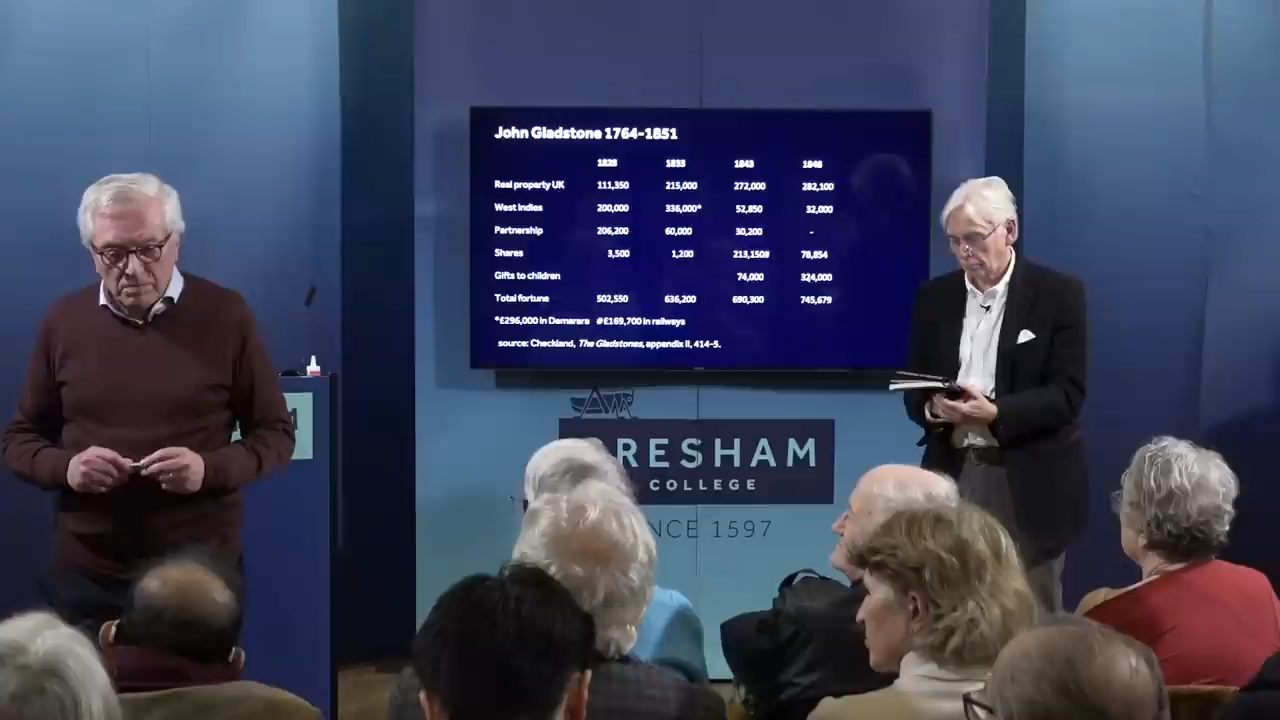 John Gladstone 1764-1851
1828 1833 1843 1848
Real property UK 111,350 215,000 272,000 282,100
West Indies 200,000 336,000* 52,850 32,000
Partnership 206,200 60,000 30,200 -
Shares 3,500 1,200 213,150# 78,854
Gifts to children 74,000 324,000
Total fortune 502,550 636,200 690,300 745,679
*£296,000 in Demarara #£169,700 in railways
source: Checkland, The Gladstones, appendix II, 414-5.
RESHAM
COLLEGE
NCE 1597